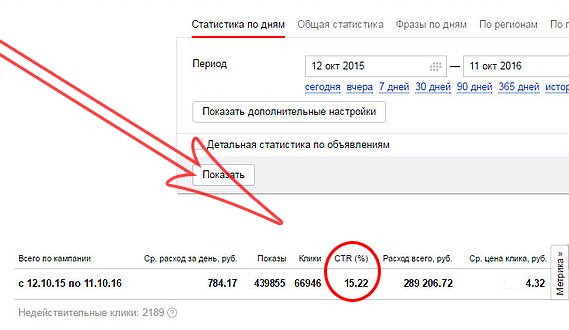 Статистика по дням Общая статистика Фразы по дням По регионам По
Период 12 окт 2015 — 11 окт 2016
сегодня вчера 7 дней 30 дней 90 дней 365 дней истор
Показать дополнительные настройки
Детальная статистика по объявлениям
Показать
Всего по кампании Ср. расход за день, руб. Показы Клики CTR (%) Расход всего, руб. Ср. цена клика, руб.
с 12.10.15 по 11.10.16 784.17 439855 66946 15.22 289 206.72 4.32
Метрика »
Недействительные клики: 2189 ?